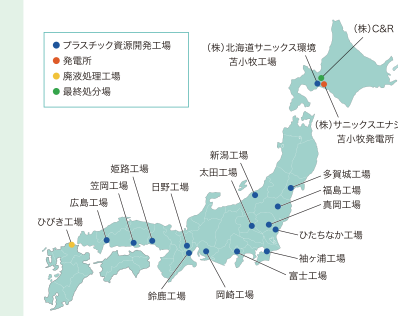 プラスチック資源開発工場
発電所
廃液処理工場
最終処分場
(株)C&R
(株)北海道サニックス環境
苫小牧工場
(株)サニックスエナジ
苫小牧発電所
新潟工場
太田工場
多賀城工場
福島工場
真岡工場
姫路工場
笠岡工場
日野工場
広島工場
ひびき工場
ひたちなか工場
袖ヶ浦工場
富士工場
鈴鹿工場
岡崎工場